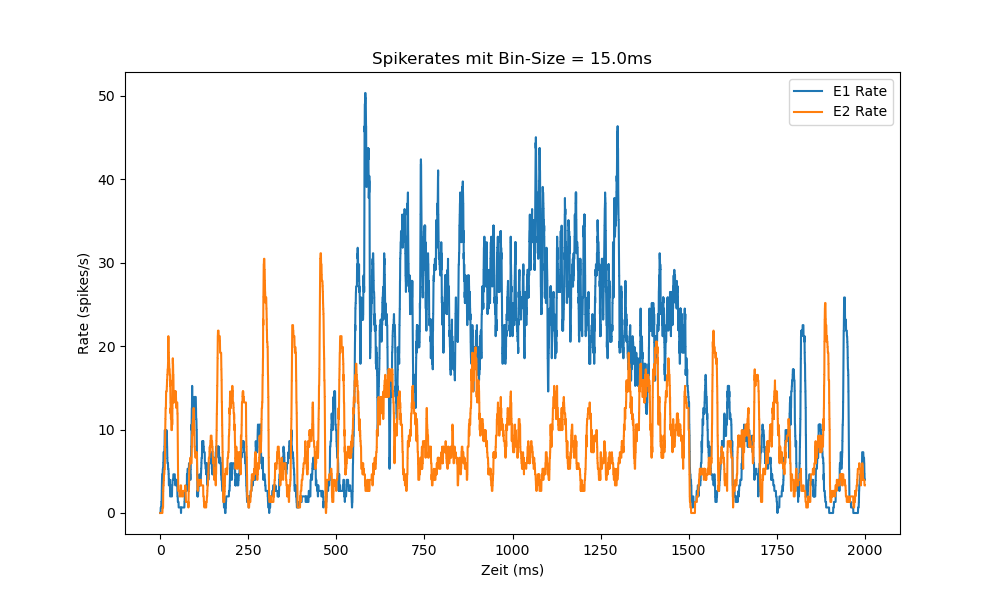 Spikerates mit Bin-Size = 15.0ms
E1 Rate
E2 Rate
50
40
30
20
10
0
Rate (spikes/s)
0 250 500 750 1000 1250 1500 1750 2000
Zeit (ms)